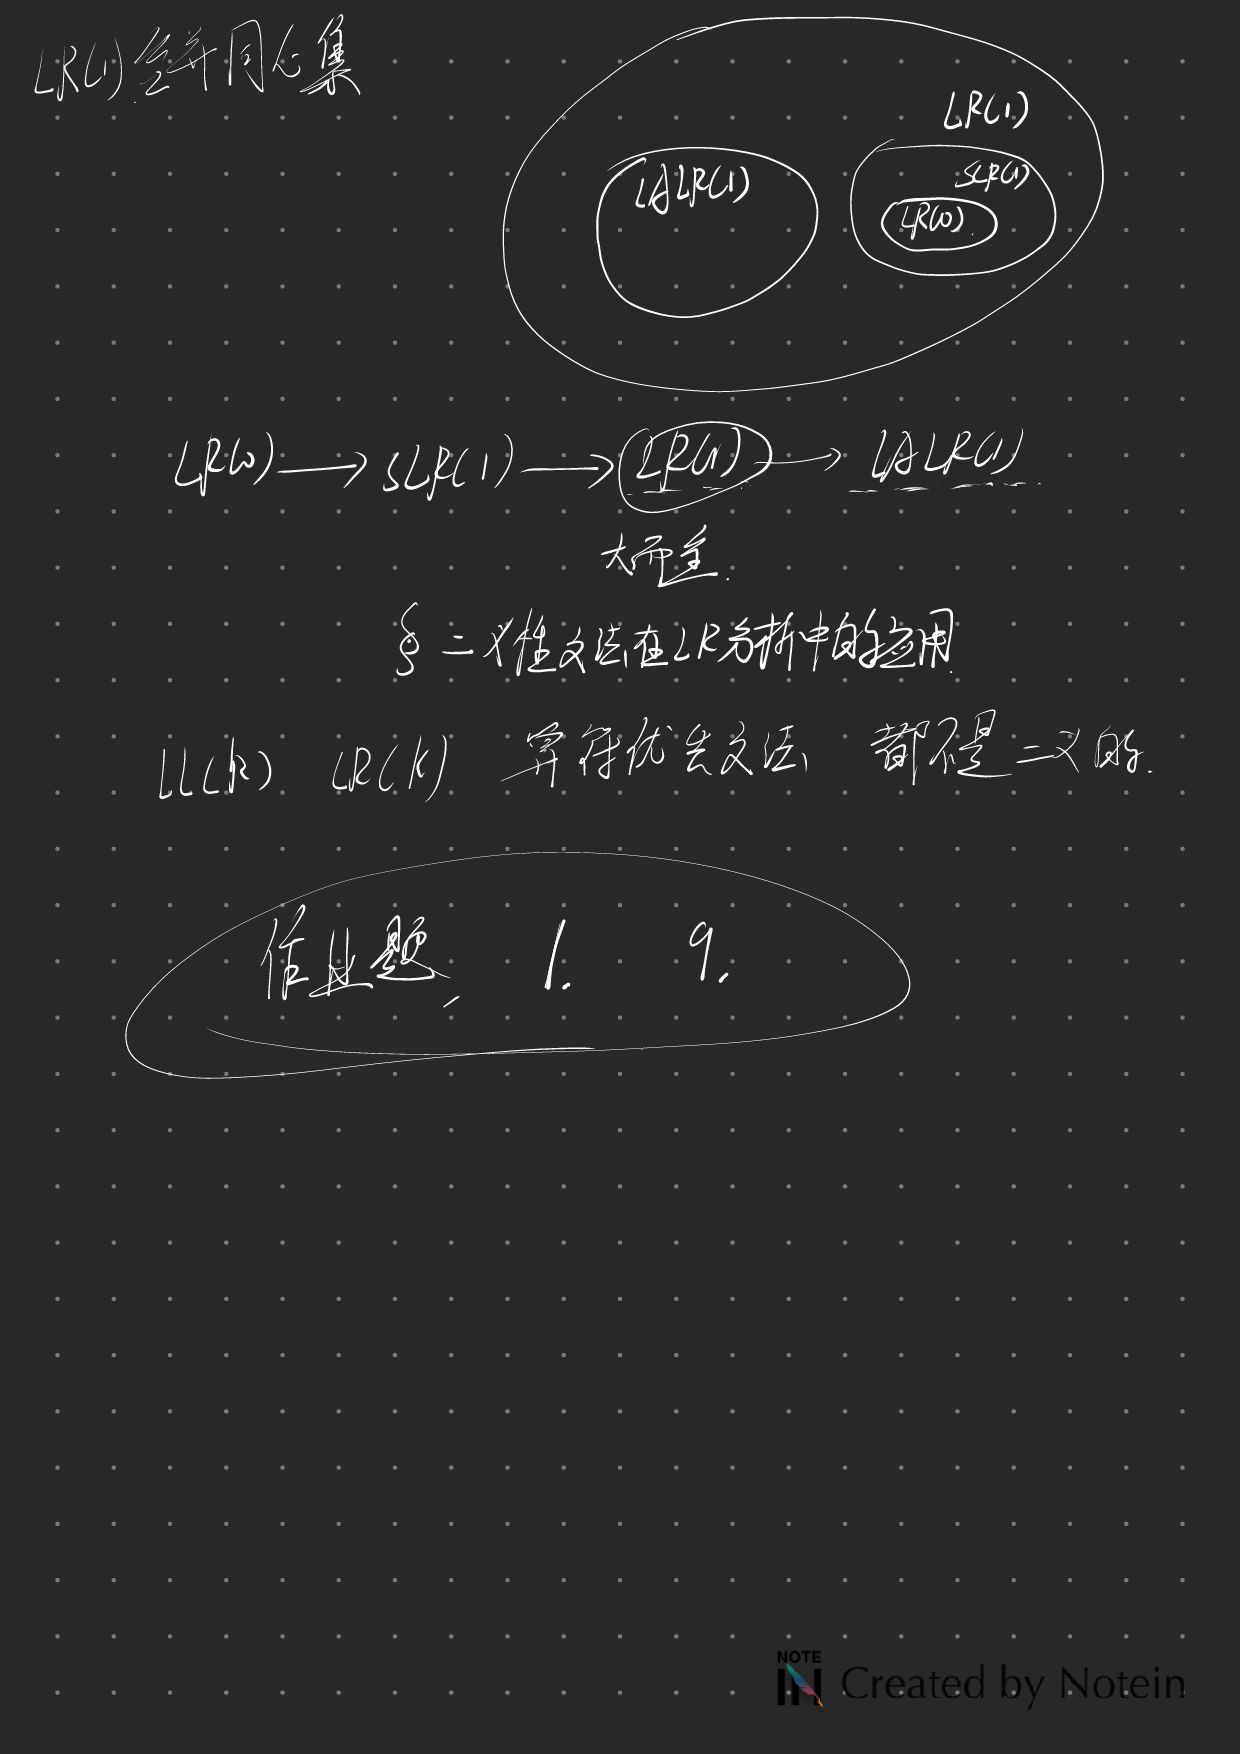 LR(1)合并同心集
LR(1)
LALR(1)
SLR(1)
LR(0)
LR(0) → SLR(1) → LR(1) → LALR(1)
大而全.
§ 二义性文法在LR分析中的应用
LL(k) LR(k) 算符优先文法 都不是二义的.
作业题, 1. 9.
NOTE
IN Created by Notein